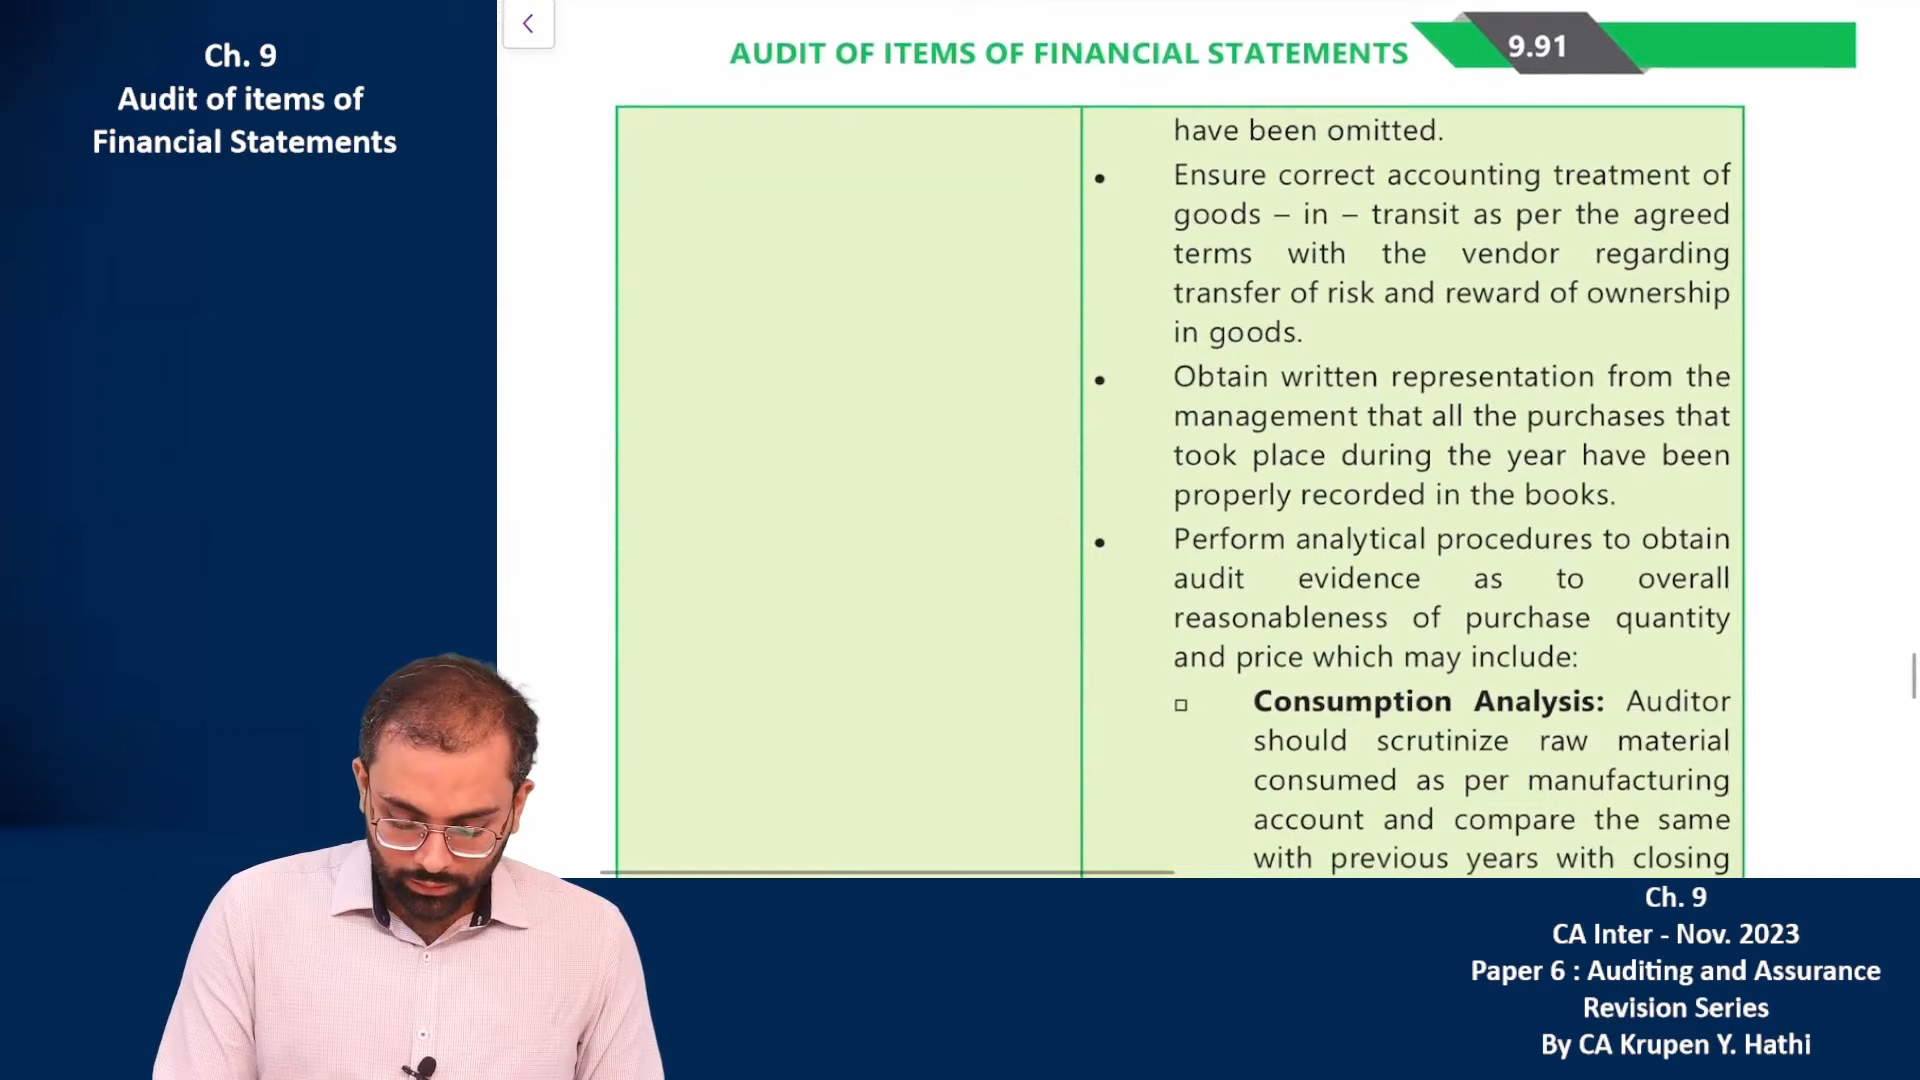 Ch. 9
Audit of items of
Financial Statements
AUDIT OF ITEMS OF FINANCIAL STATEMENTS
9.91
have been omitted.
• Ensure correct accounting treatment of
goods – in – transit as per the agreed
terms with the vendor regarding
transfer of risk and reward of ownership
in goods.
• Obtain written representation from the
management that all the purchases that
took place during the year have been
properly recorded in the books.
• Perform analytical procedures to obtain
audit evidence as to overall
reasonableness of purchase quantity
and price which may include:
□ Consumption Analysis: Auditor
should scrutinize raw material
consumed as per manufacturing
account and compare the same
with previous years with closing
Ch. 9
CA Inter - Nov. 2023
Paper 6 : Auditing and Assurance
Revision Series
By CA Krupen Y. Hathi